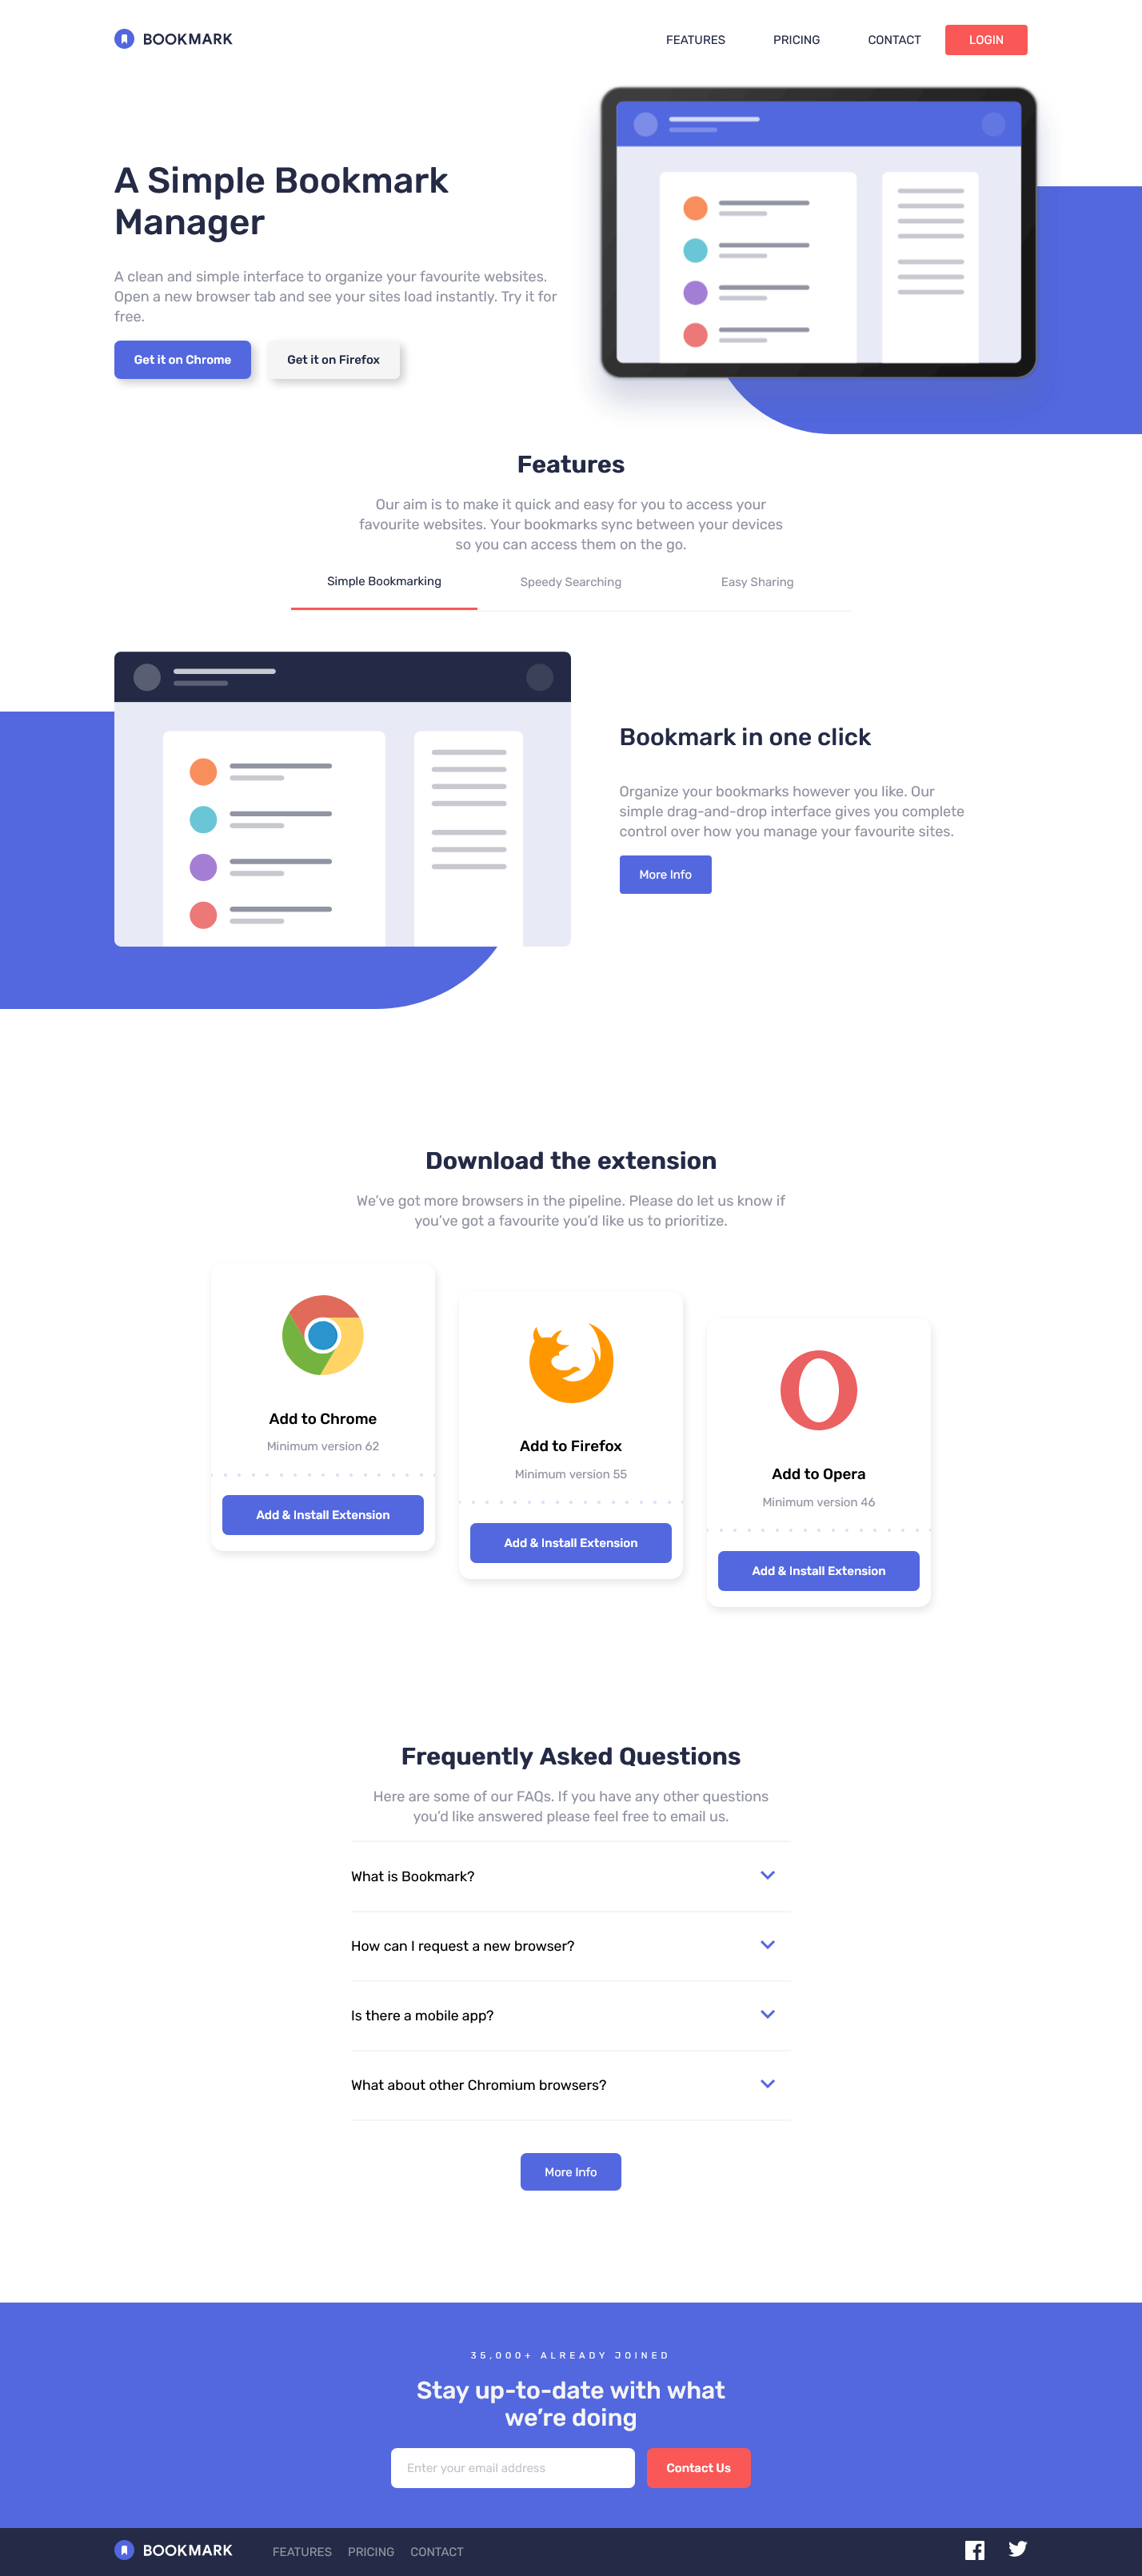 BOOKMARK
FEATURES PRICING CONTACT LOGIN
A Simple Bookmark
Manager
A clean and simple interface to organize your favourite websites.
Open a new browser tab and see your sites load instantly. Try it for
free.
Get it on Chrome Get it on Firefox
Features
Our aim is to make it quick and easy for you to access your
favourite websites. Your bookmarks sync between your devices
so you can access them on the go.
Simple Bookmarking Speedy Searching Easy Sharing
Bookmark in one click
Organize your bookmarks however you like. Our
simple drag-and-drop interface gives you complete
control over how you manage your favourite sites.
More Info
Download the extension
We’ve got more browsers in the pipeline. Please do let us know if
you’ve got a favourite you’d like us to prioritize.
Add to Chrome
Minimum version 62
Add & Install Extension
Add to Firefox
Minimum version 55
Add & Install Extension
Add to Opera
Minimum version 46
Add & Install Extension
Frequently Asked Questions
Here are some of our FAQs. If you have any other questions
you’d like answered please feel free to email us.
What is Bookmark?
How can I request a new browser?
Is there a mobile app?
What about other Chromium browsers?
More Info
35,000+ ALREADY JOINED
Stay up-to-date with what
we’re doing
Enter your email address Contact Us
BOOKMARK FEATURES PRICING CONTACT